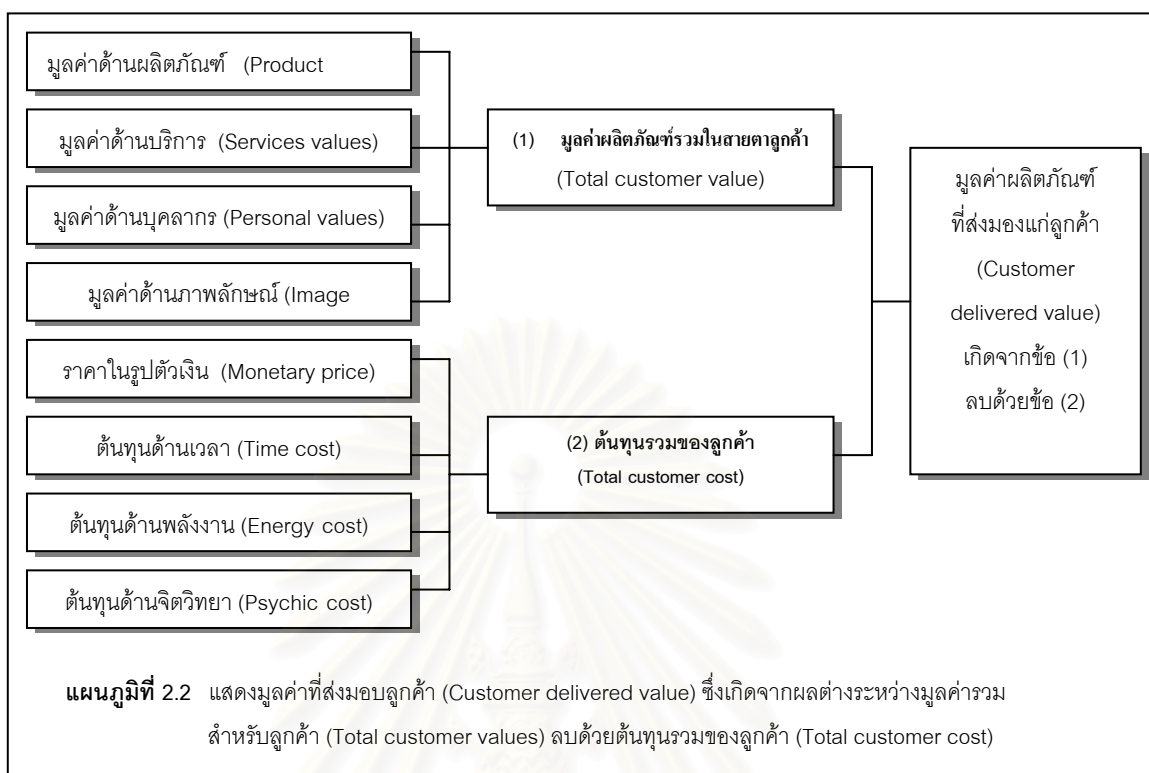 มูลค่าด้านผลิตภัณฑ์ (Product
มูลค่าด้านบริการ (Services values)
มูลค่าด้านบุคลากร (Personal values)
มูลค่าด้านภาพลักษณ์ (Image
ราคาในรูปตัวเงิน (Monetary price)
ต้นทุนด้านเวลา (Time cost)
ต้นทุนด้านพลังงาน (Energy cost)
ต้นทุนด้านจิตวิทยา (Psychic cost)
(1) มูลค่าผลิตภัณฑ์รวมในสายตาลูกค้า
(Total customer value)
(2) ต้นทุนรวมของลูกค้า
(Total customer cost)
มูลค่าผลิตภัณฑ์
ที่ส่งมองแก่ลูกค้า
(Customer
delivered value)
เกิดจากข้อ (1)
ลบด้วยข้อ (2)
แผนภูมิที่ 2.2 แสดงมูลค่าที่ส่งมอบลูกค้า (Customer delivered value) ซึ่งเกิดจากผลต่างระหว่างมูลค่ารวม
สำหรับลูกค้า (Total customer values) ลบด้วยต้นทุนรวมของลูกค้า (Total customer cost)